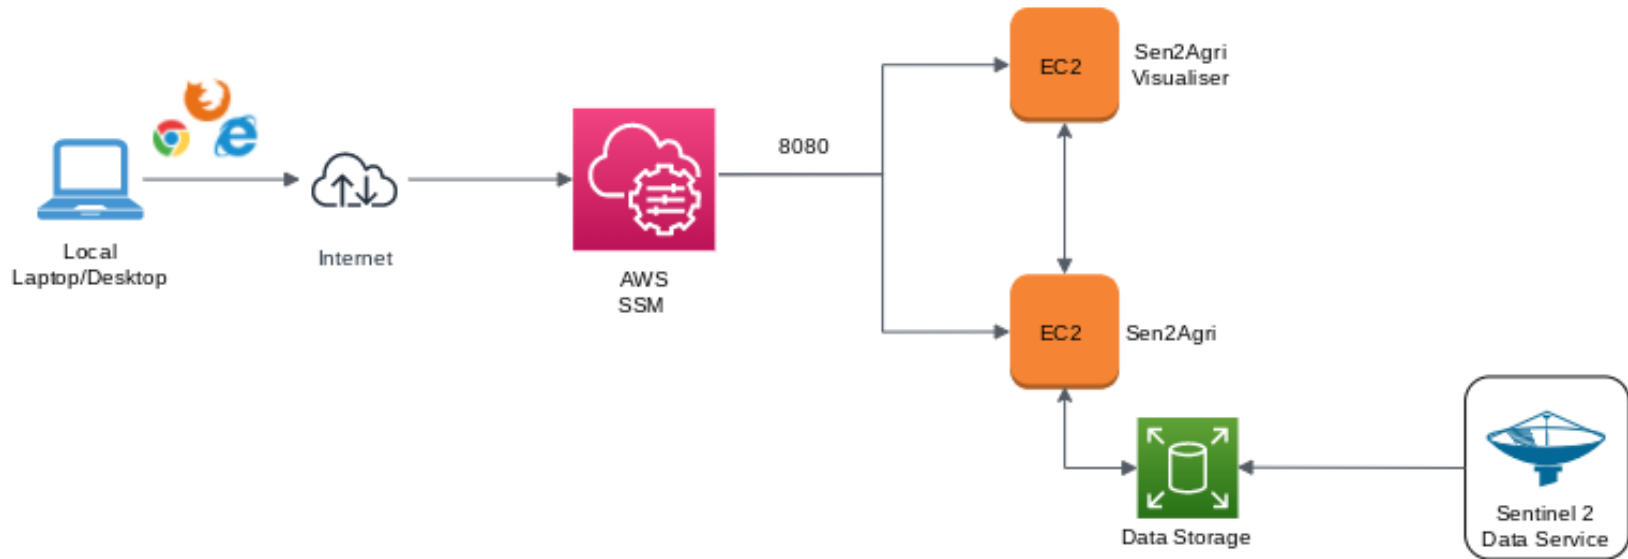 Local
Laptop/Desktop
Internet
AWS
SSM
8080
EC2
Sen2Agri
Visualiser
EC2
Sen2Agri
Data Storage
Sentinel 2
Data Service